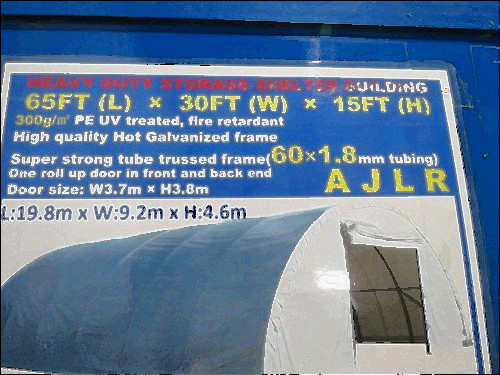 HEAVY DUTY STORAGE SHELTER BUILDING
65FT (L) × 30FT (W) × 15FT (H)
300g/㎡ PE UV treated, fire retardant
High quality Hot Galvanized frame
Super strong tube trussed frame(60×1.8mm tubing)
One roll up door in front and back end
Door size: W3.7m × H3.8m
A J L R
L:19.8m x W:9.2m x H:4.6m